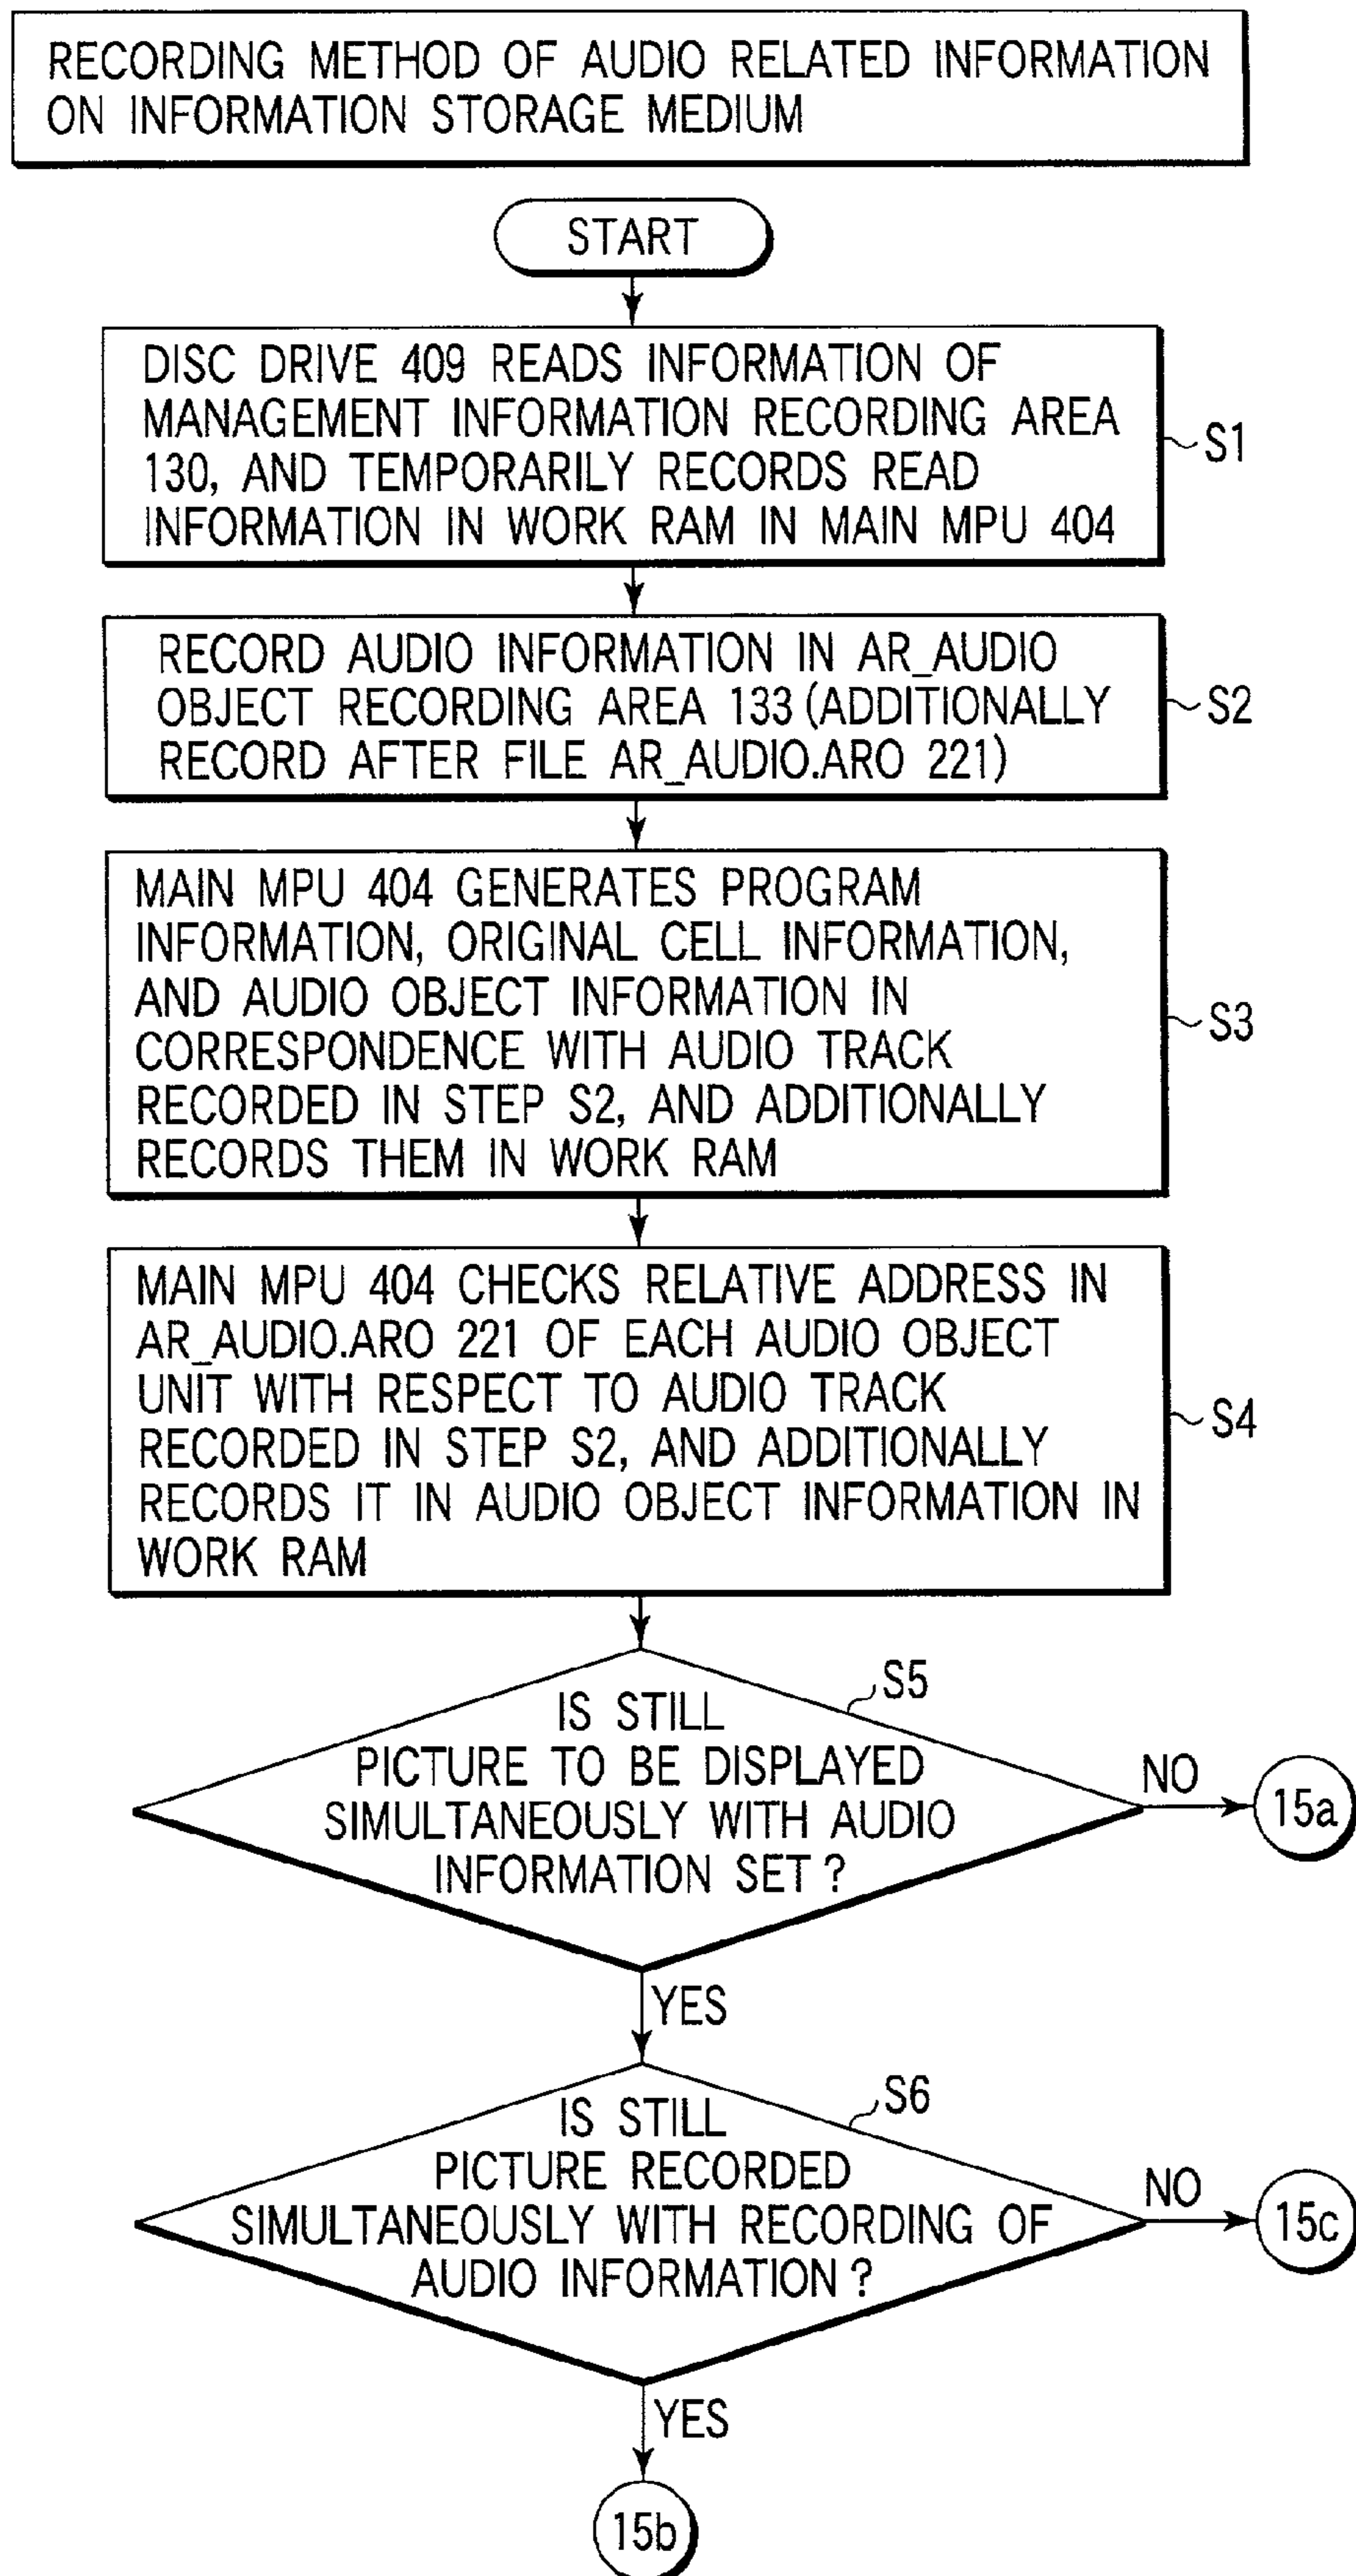 RECORDING METHOD OF AUDIO RELATED INFORMATION
ON INFORMATION STORAGE MEDIUM
START
DISC DRIVE 409 READS INFORMATION OF
MANAGEMENT INFORMATION RECORDING AREA
130, AND TEMPORARILY RECORDS READ
INFORMATION IN WORK RAM IN MAIN MPU 404
S1
RECORD AUDIO INFORMATION IN AR_AUDIO
OBJECT RECORDING AREA 133 (ADDITIONALLY
RECORD AFTER FILE AR_AUDIO.ARO 221)
S2
MAIN MPU 404 GENERATES PROGRAM
INFORMATION, ORIGINAL CELL INFORMATION,
AND AUDIO OBJECT INFORMATION IN
CORRESPONDENCE WITH AUDIO TRACK
RECORDED IN STEP S2, AND ADDITIONALLY
RECORDS THEM IN WORK RAM
S3
MAIN MPU 404 CHECKS RELATIVE ADDRESS IN
AR_AUDIO.ARO 221 OF EACH AUDIO OBJECT
UNIT WITH RESPECT TO AUDIO TRACK
RECORDED IN STEP S2, AND ADDITIONALLY
RECORDS IT IN AUDIO OBJECT INFORMATION IN
WORK RAM
S4
S5
IS STILL
PICTURE TO BE DISPLAYED
SIMULTANEOUSLY WITH AUDIO
INFORMATION SET?
NO
15a
YES
S6
IS STILL
PICTURE RECORDED
SIMULTANEOUSLY WITH RECORDING OF
AUDIO INFORMATION?
NO
15c
YES
15b